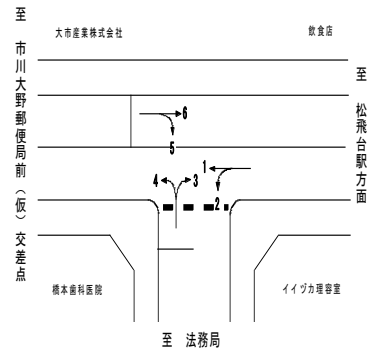 大市産業株式会社
飲食店
至 市川大野郵便局前(仮)交差点
至 松飛台駅方面
6
5
1
4
3
2
橋本歯科医院
イイヅカ理容室
至 法務局